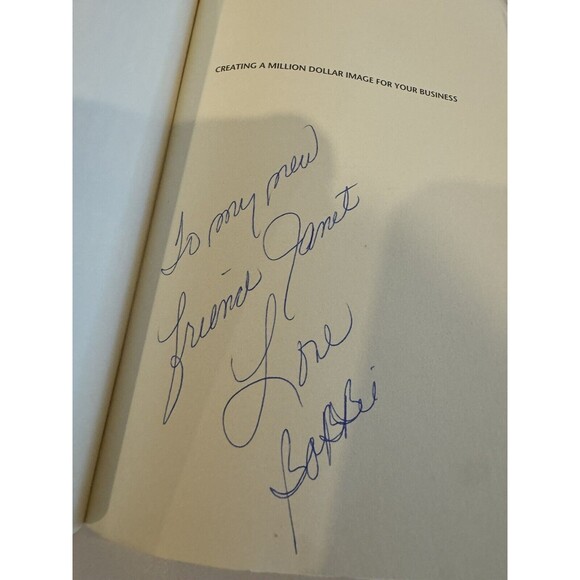 CREATING A MILLION DOLLAR IMAGE FOR YOUR BUSINESS
To my new
friend Janet
Love
BoBBi